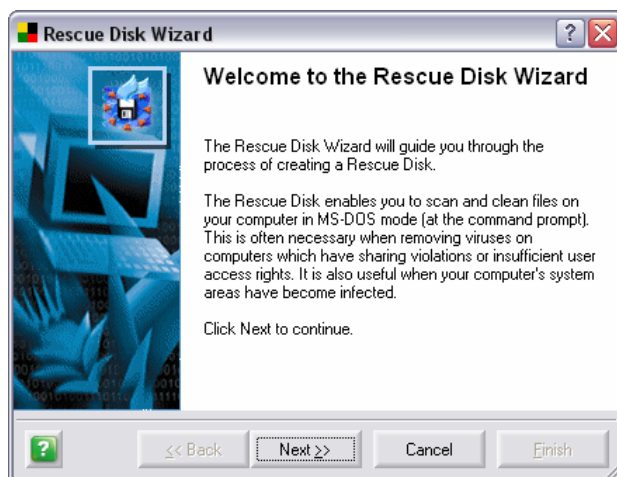 Rescue Disk Wizard
Welcome to the Rescue Disk Wizard
The Rescue Disk Wizard will guide you through the
process of creating a Rescue Disk.
The Rescue Disk enables you to scan and clean files on
your computer in MS-DOS mode (at the command prompt).
This is often necessary when removing viruses on
computers which have sharing violations or insufficient user
access rights. It is also useful when your computer's system
areas have become infected.
Click Next to continue.
<< Back
Next >>
Cancel
Finish